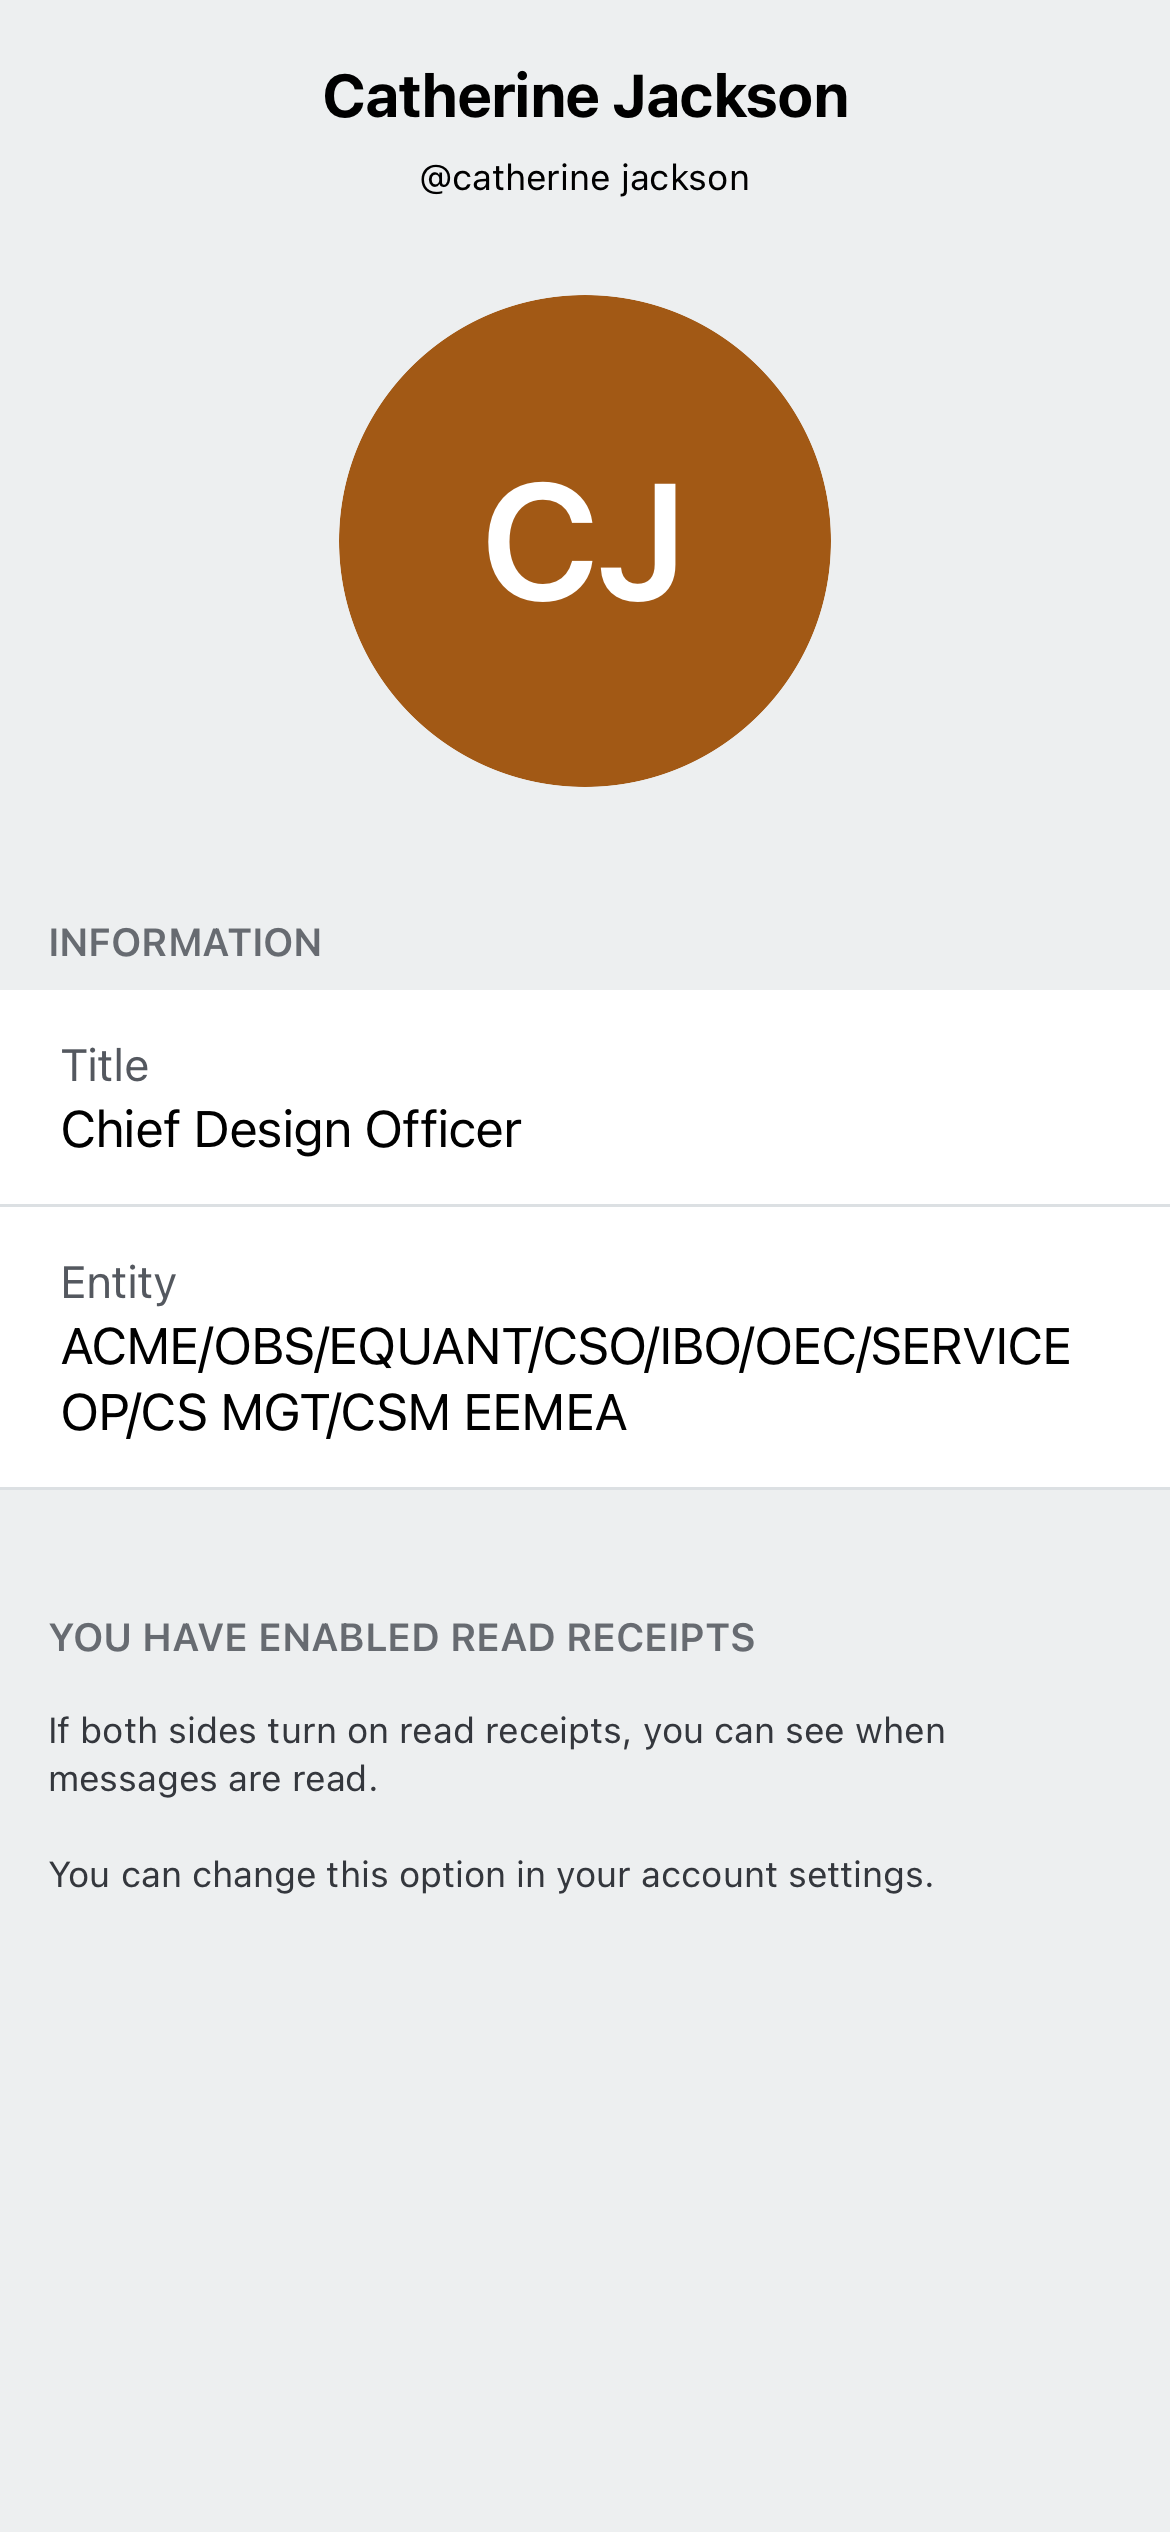 Catherine Jackson
@catherine jackson
CJ
INFORMATION
Title
Chief Design Officer
Entity
ACME/OBS/EQUANT/CSO/IBO/OEC/SERVICE
OP/CS MGT/CSM EEMEA
YOU HAVE ENABLED READ RECEIPTS
If both sides turn on read receipts, you can see when
messages are read.
You can change this option in your account settings.